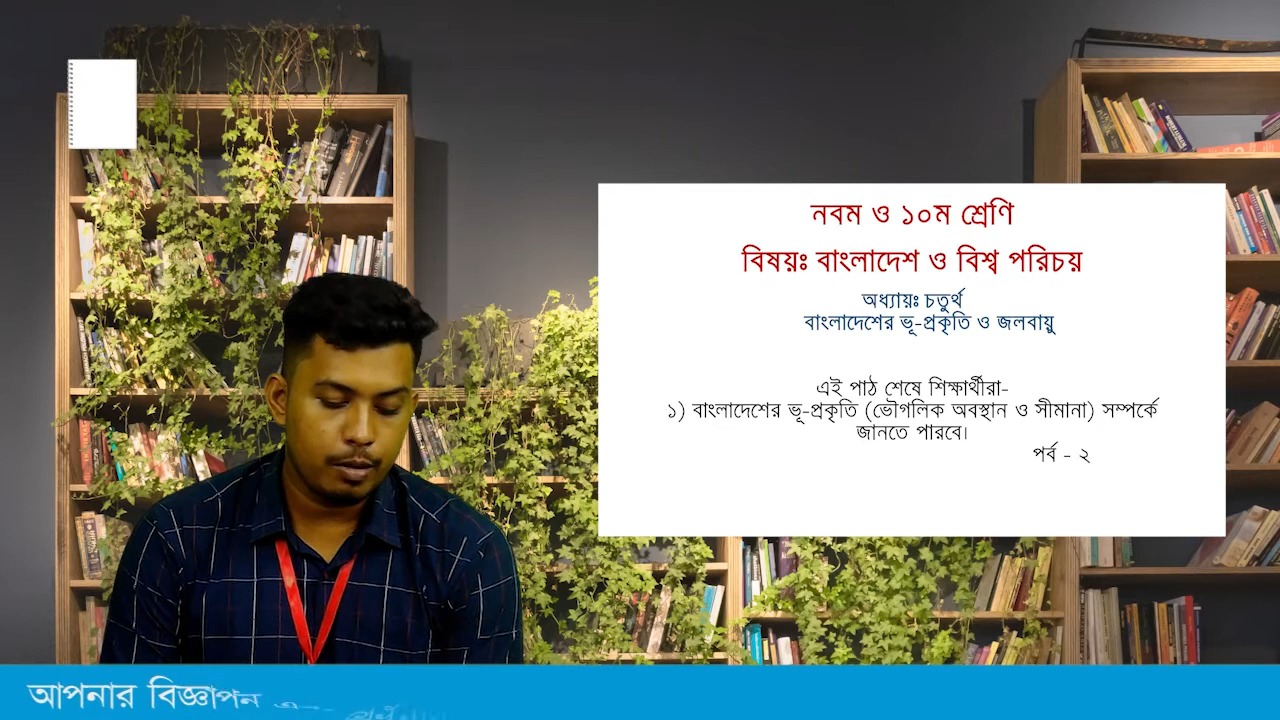 নবম ও ১০ম শ্রেণি
বিষয়ঃ বাংলাদেশ ও বিশ্ব পরিচয়
অধ্যায়ঃ চতুর্থ
বাংলাদেশের ভূ-প্রকৃতি ও জলবায়ু
এই পাঠ শেষে শিক্ষার্থীরা-
১) বাংলাদেশের ভূ-প্রকৃতি (ভৌগলিক অবস্থান ও সীমানা) সম্পর্কে
জানতে পারবে।
পর্ব - ২
আপনার বিজ্ঞাপন